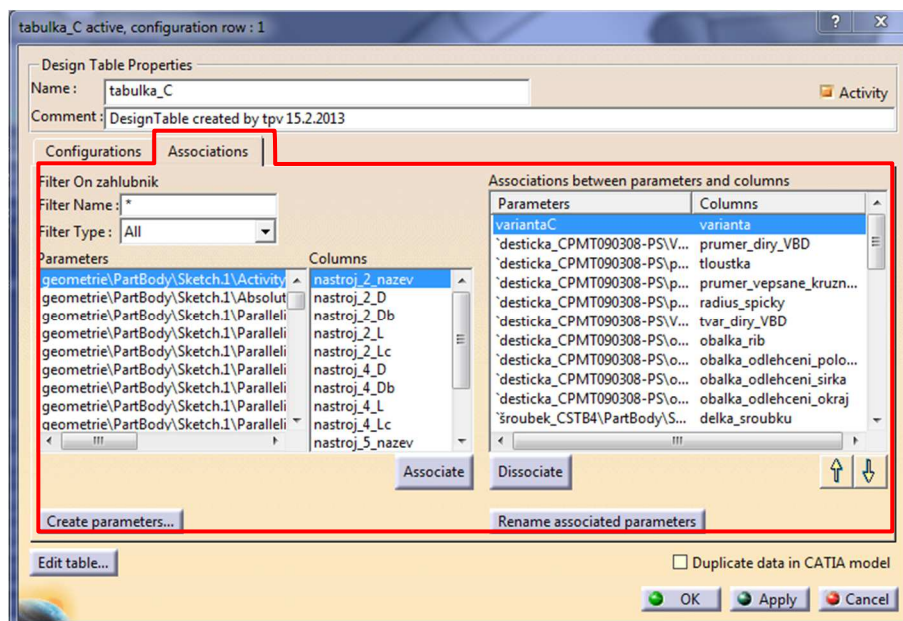 tabulka_C active, configuration row : 1
Design Table Properties
Name : tabulka_C
Activity
Comment : DesignTable created by tpv 15.2.2013
Configurations Associations
Filter On zahlubnik
Filter Name : *
Filter Type : All
Parameters
geometrie\PartBody\Sketch.1\Activity
geometrie\PartBody\Sketch.1\Absolut
geometrie\PartBody\Sketch.1\Paralleli
geometrie\PartBody\Sketch.1\Paralleli
geometrie\PartBody\Sketch.1\Paralleli
geometrie\PartBody\Sketch.1\Paralleli
geometrie\PartBody\Sketch.1\Paralleli
geometrie\PartBody\Sketch.1\Paralleli
geometrie\PartBody\Sketch.1\Paralleli
Columns
nastroj_2_nazev
nastroj_2_D
nastroj_2_Db
nastroj_2_L
nastroj_2_Lc
nastroj_4_D
nastroj_4_Db
nastroj_4_L
nastroj_4_Lc
nastroj_5_nazev
Associate
Create parameters...
Associations between parameters and columns
Parameters Columns
variantaC varianta
`desticka_CPMT090308-PS\V... prumer_diry_VBD
`desticka_CPMT090308-PS\p... tloustka
`desticka_CPMT090308-PS\p... prumer_vepsane_kruzn...
`desticka_CPMT090308-PS\p... radius_spicky
`desticka_CPMT090308-PS\V... tvar_diry_VBD
`desticka_CPMT090308-PS\o... obalka_rib
`desticka_CPMT090308-PS\o... obalka_odlehceni_polo...
`desticka_CPMT090308-PS\o... obalka_odlehceni_sirka
`desticka_CPMT090308-PS\o... obalka_odlehceni_okraj
`šroubek_CSTB4\PartBody\S... delka_sroubku
Dissociate
Rename associated parameters
Edit table...
Duplicate data in CATIA model
OK Apply Cancel